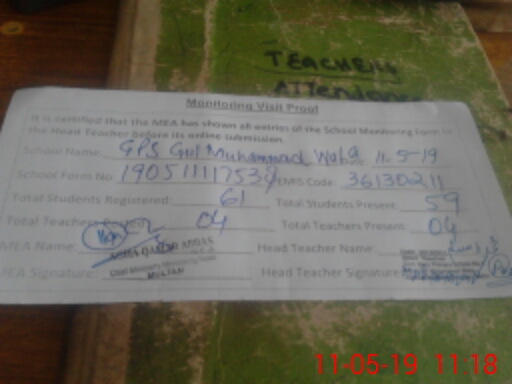 TEACHERS
Attendance
Monitoring Visit Proof
It is certified that the MEA has shown all entries of the School Monitoring Form to
the Head Teacher before its online submission.
School Name: GPS Gul Muhammad Wala 11.5-19
School Form No: 190511117539 EMIS Code: 36130211
Total Students Registered: 61 Total Students Present: 59
Total Teachers 04 Total Teachers Present: 04
MEA Name: ABBAS Head Teacher Name:
MEA Signature: MULTAN Head Teacher Signature
11-05-19 11:18